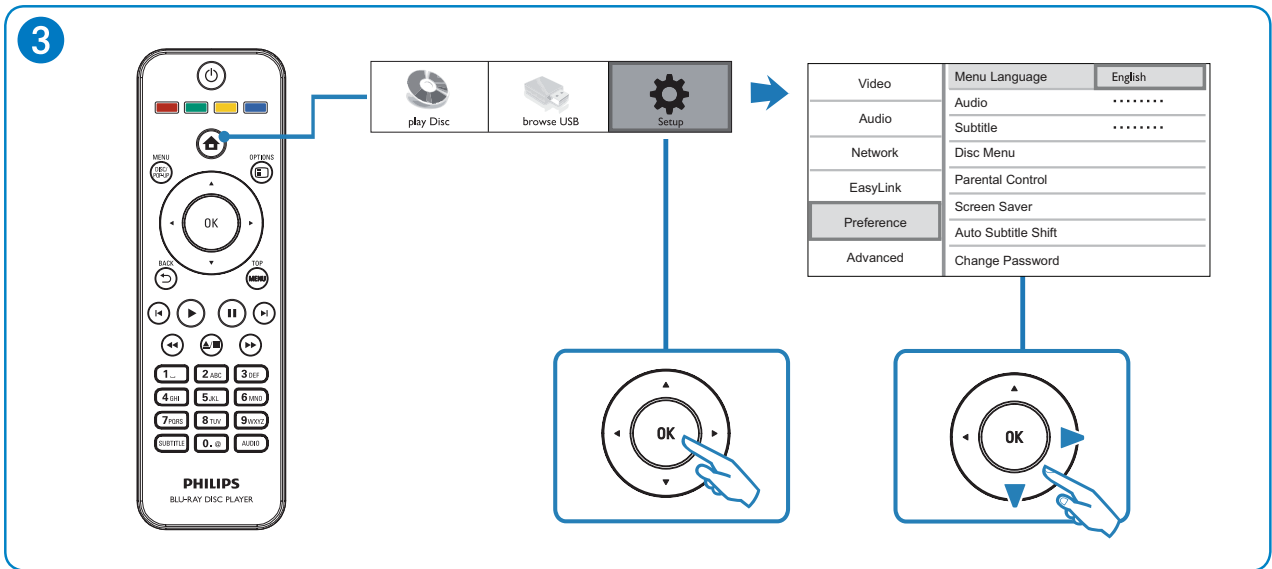 3
MENU
OPTIONS
DISC
POP-UP
OK
BACK
TOP
MENU
1
2 ABC
3 DEF
4 GHI
5 JKL
6 MNO
7 PQRS
8 TUV
9 WXYZ
SUBTITLE
0. @
AUDIO
PHILIPS
BLU-RAY DISC PLAYER
play Disc
browse USB
Setup
Video
Audio
Network
EasyLink
Preference
Advanced
Menu Language
English
Audio
........
Subtitle
........
Disc Menu
Parental Control
Screen Saver
Auto Subtitle Shift
Change Password
OK
OK